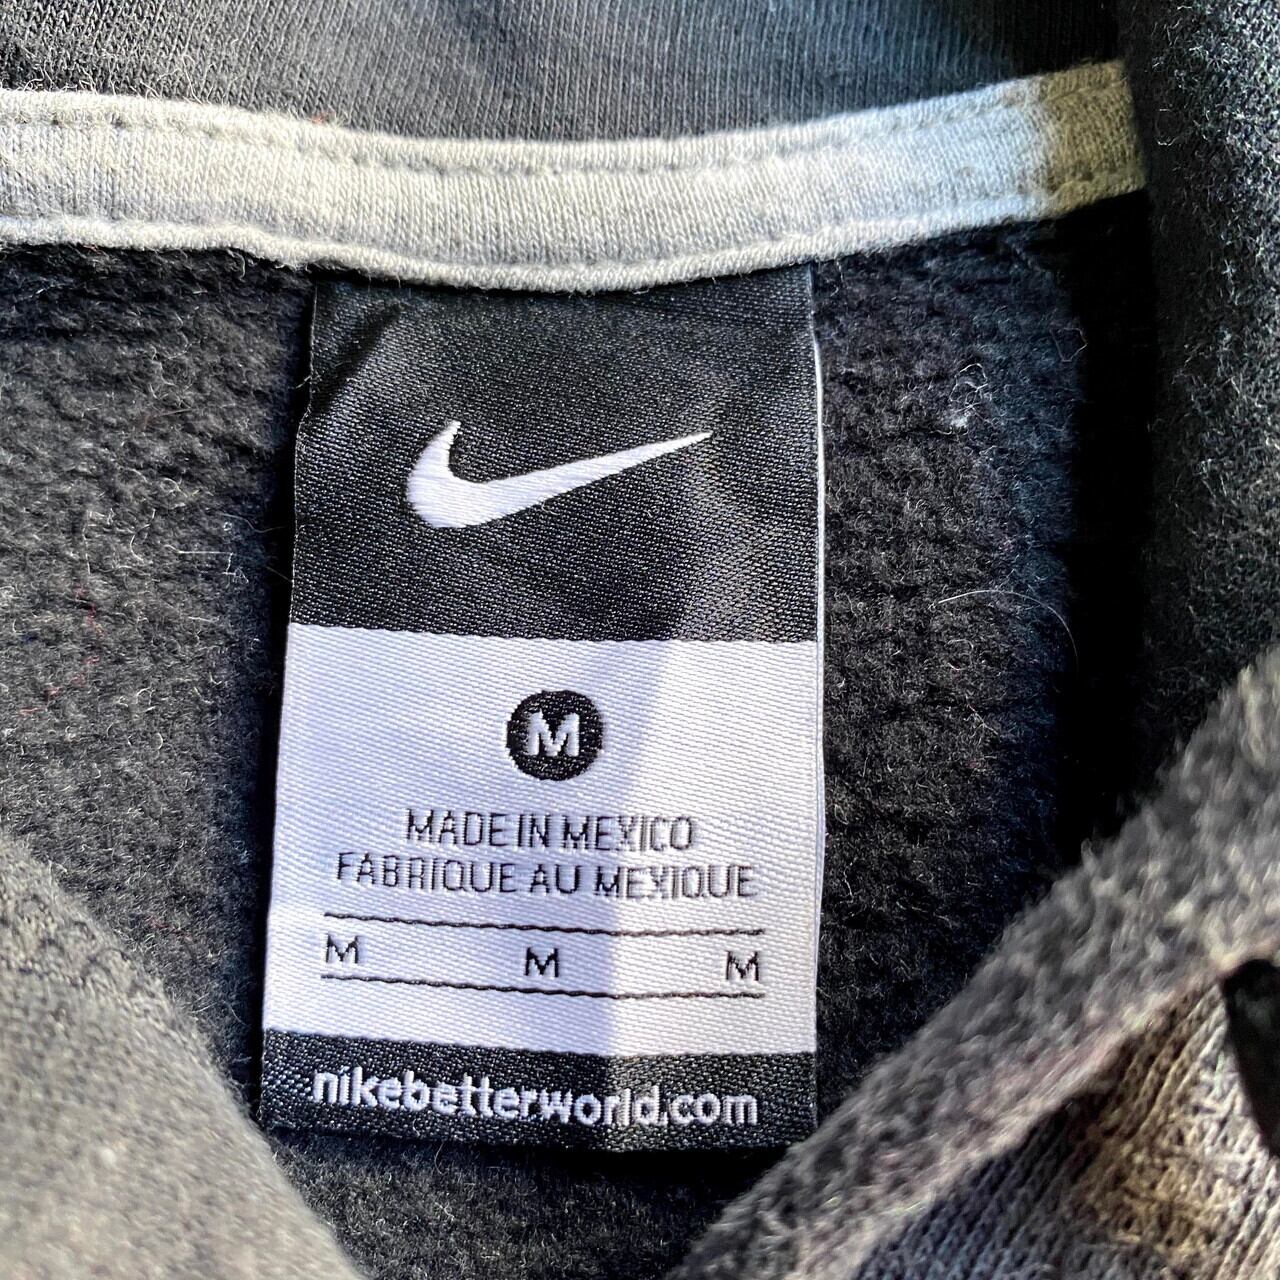 M
MADE IN MEXICO
FABRIQUE AU MEXIQUE
M M M
nikebetterworld.com